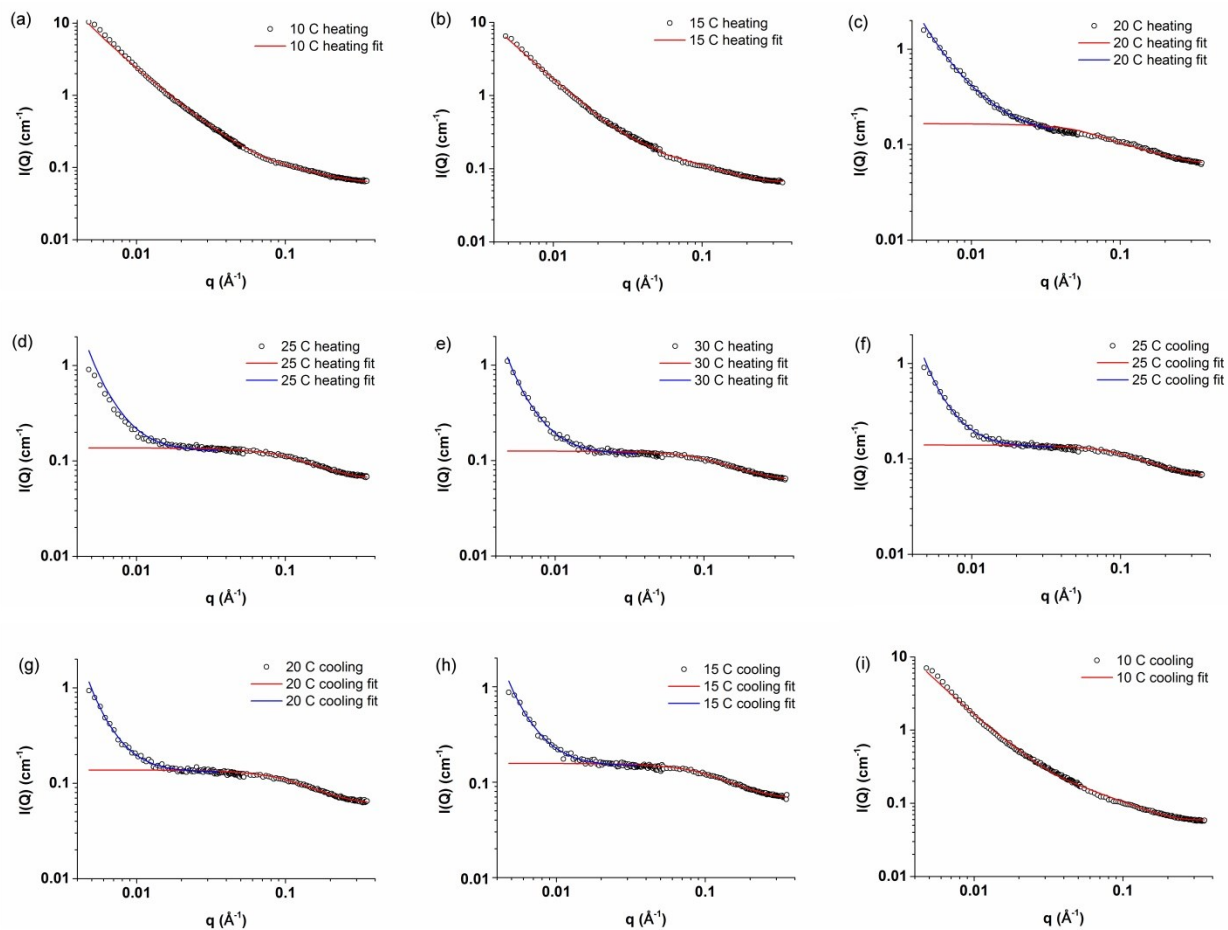 (a)
10 C heating
10 C heating fit
10
1
0.1
0.01
I(Q) (cm⁻¹)
0.01 0.1
q (Å⁻¹)
(b)
15 C heating
15 C heating fit
10
1
0.1
0.01
I(Q) (cm⁻¹)
0.01 0.1
q (Å⁻¹)
(c)
20 C heating
20 C heating fit
20 C heating fit
1
0.1
0.01
I(Q) (cm⁻¹)
0.01 0.1
q (Å⁻¹)
(d)
25 C heating
25 C heating fit
25 C heating fit
1
0.1
0.01
I(Q) (cm⁻¹)
0.01 0.1
q (Å⁻¹)
e)
30 C heating
30 C heating fit
30 C heating fit
1
0.1
0.01
I(Q) (cm⁻¹)
0.01 0.1
q (Å⁻¹)
(f)
25 C cooling
25 C cooling fit
25 C cooling fit
1
0.1
0.01
I(Q) (cm⁻¹)
0.01 0.1
q (Å⁻¹)
(g)
20 C cooling
20 C cooling fit
20 C cooling fit
1
0.1
0.01
I(Q) (cm⁻¹)
0.01 0.1
q (Å⁻¹)
(h)
15 C cooling
15 C cooling fit
15 C cooling fit
1
0.1
0.01
I(Q) (cm⁻¹)
0.01 0.1
q (Å⁻¹)
(i)
10 C cooling
10 C cooling fit
10
1
0.1
0.01
I(Q) (cm⁻¹)
0.01 0.1
q (Å⁻¹)